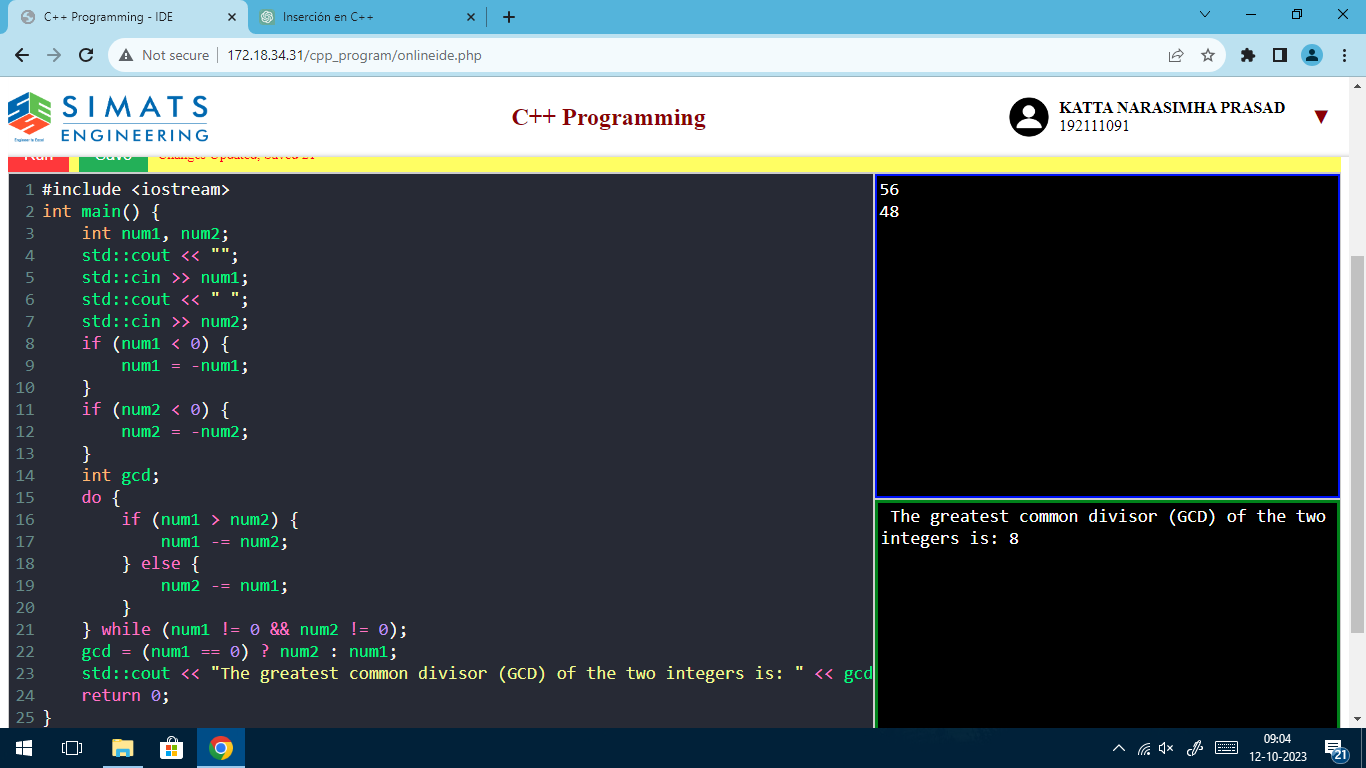 C++ Programming - IDE
Inserción en C++
Not secure
172.18.34.31/cpp_program/onlineide.php
SIMATS
ENGINEERING
C++ Programming
KATTA NARASIMHA PRASAD
192111091
Run Save Changes Updated, Saved 21
1 #include <iostream>
2 int main() {
3     int num1, num2;
4     std::cout << "";
5     std::cin >> num1;
6     std::cout << " ";
7     std::cin >> num2;
8     if (num1 < 0) {
9         num1 = -num1;
10     }
11     if (num2 < 0) {
12         num2 = -num2;
13     }
14     int gcd;
15     do {
16         if (num1 > num2) {
17             num1 -= num2;
18         } else {
19             num2 -= num1;
20         }
21     } while (num1 != 0 && num2 != 0);
22     gcd = (num1 == 0) ? num2 : num1;
23     std::cout << "The greatest common divisor (GCD) of the two integers is: " << gcd
24     return 0;
25 }
56
48
The greatest common divisor (GCD) of the two
integers is: 8
09:04
12-10-2023
21